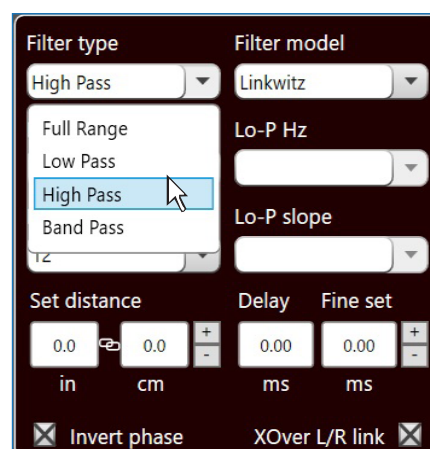 Filter type Filter model
High Pass Linkwitz
Full Range Lo-P Hz
Low Pass
High Pass
Band Pass Lo-P slope
12
Set distance Delay Fine set
0.0 0.0 + - 0.00 0.00 + -
in cm ms ms
Invert phase XOver L/R link